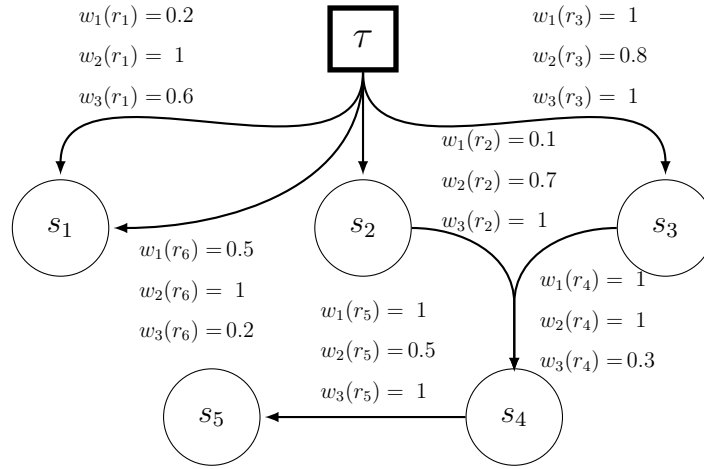 w₁(r₁) = 0.2
w₂(r₁) = 1
w₃(r₁) = 0.6
τ
w₁(r₃) = 1
w₂(r₃) = 0.8
w₃(r₃) = 1
w₁(r₂) = 0.1
w₂(r₂) = 0.7
w₃(r₂) = 1
s₁
s₂
s₃
w₁(r₆) = 0.5
w₂(r₆) = 1
w₃(r₆) = 0.2
w₁(r₅) = 1
w₂(r₅) = 0.5
w₃(r₅) = 1
w₁(r₄) = 1
w₂(r₄) = 1
w₃(r₄) = 0.3
s₅
s₄